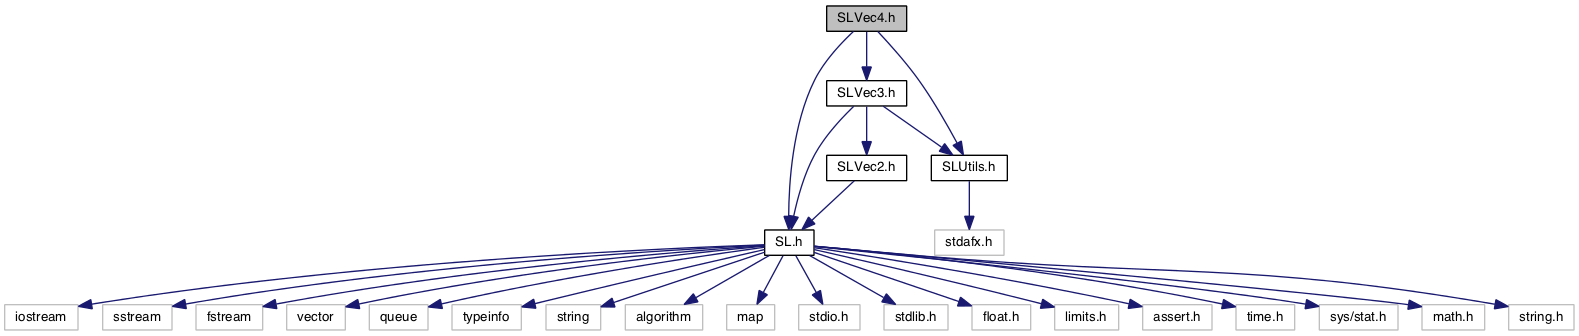 SLVec4.h
SLVec3.h
SLVec2.h
SLUtils.h
SL.h
stdafx.h
iostream
sstream
fstream
vector
queue
typeinfo
string
algorithm
map
stdio.h
stdlib.h
float.h
limits.h
assert.h
time.h
sys/stat.h
math.h
string.h